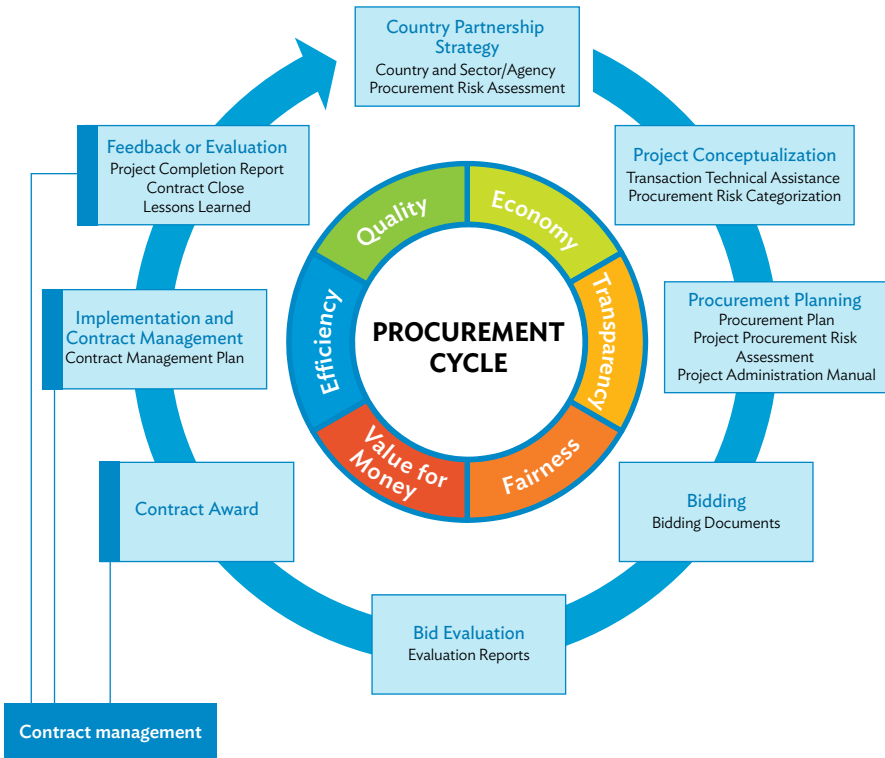 Country Partnership
Strategy
Country and Sector/Agency
Procurement Risk Assessment
Project Conceptualization
Transaction Technical Assistance
Procurement Risk Categorization
Procurement Planning
Procurement Plan
Project Procurement Risk
Assessment
Project Administration Manual
Bidding
Bidding Documents
Bid Evaluation
Evaluation Reports
Contract Award
Implementation and
Contract Management
Contract Management Plan
Feedback or Evaluation
Project Completion Report
Contract Close
Lessons Learned
Quality
Economy
Transparency
Fairness
Value for
Money
Efficiency
PROCUREMENT
CYCLE
Contract management